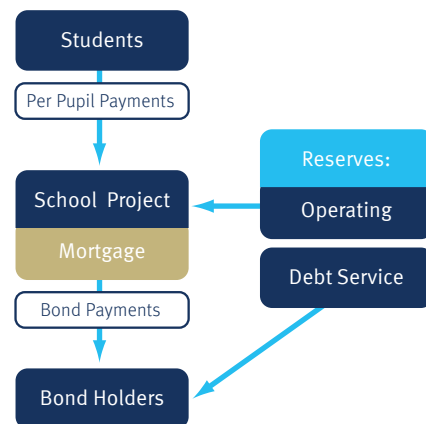 Students
Per Pupil Payments
School Project
Mortgage
Bond Payments
Bond Holders
Reserves:
Operating
Debt Service